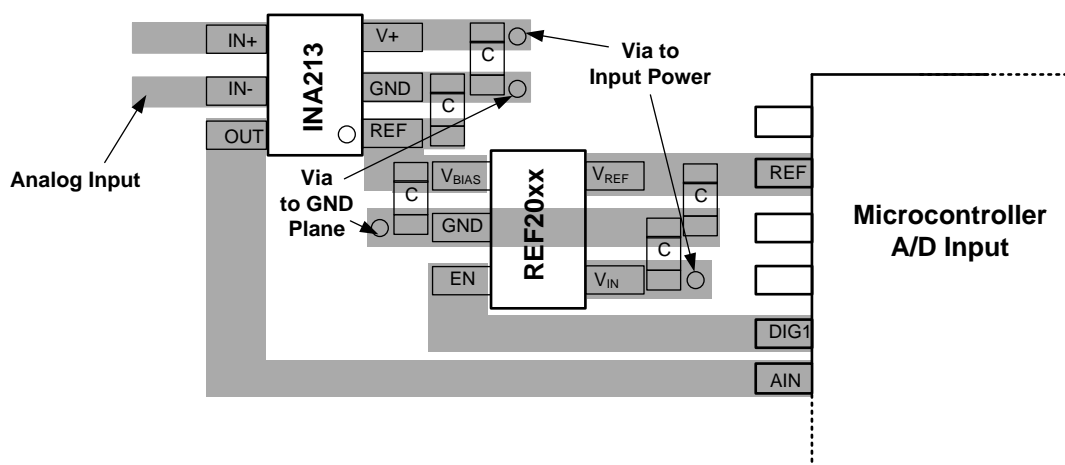 IN+
V+
C
Via to
Input Power
INA213
IN-
GND
C
OUT
REF
Analog Input
Via
to GND
Plane
VBIAS
C
GND
EN
REF20xx
VREF
C
C
VIN
REF
DIG1
AIN
Microcontroller
A/D Input